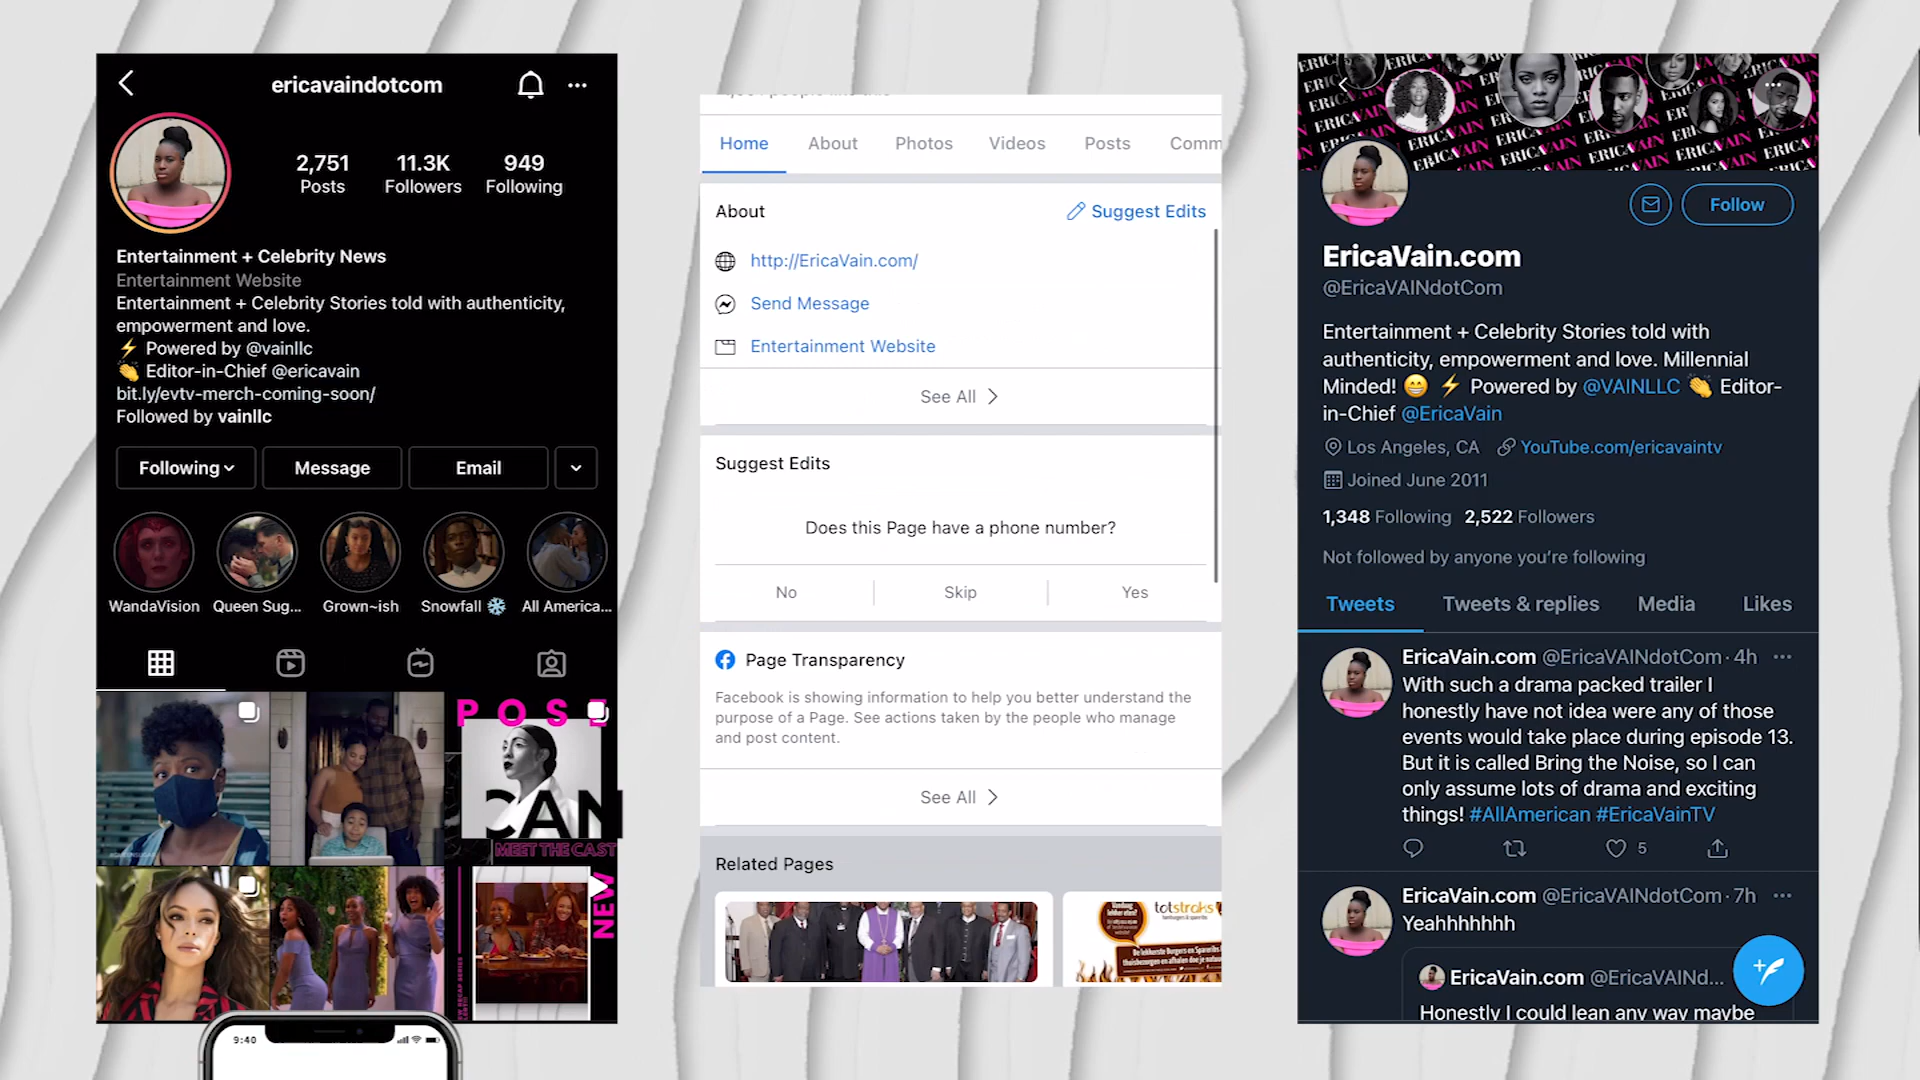 ericavaindotcom
2,751
Posts
11.3K
Followers
949
Following
Entertainment + Celebrity News
Entertainment Website
Entertainment + Celebrity Stories told with authenticity,
empowerment and love.
⚡ Powered by @vainllc
👏 Editor-in-Chief @ericavain
bit.ly/evtv-merch-coming-soon/
Followed by vainllc
Following
Message
Email
WandaVision
Queen Sug...
Grown~ish
Snowfall ❄️
All America...
POSE
CAN
MEET THE CAST
NEW
9:40
people like this
Home
About
Photos
Videos
Posts
Comm
About
Suggest Edits
http://EricaVain.com/
Send Message
Entertainment Website
See All
Suggest Edits
Does this Page have a phone number?
No
Skip
Yes
Page Transparency
Facebook is showing information to help you better understand the
purpose of a Page. See actions taken by the people who manage
and post content.
See All
Related Pages
totstraks
ERICAVAIN
Follow
EricaVain.com
@EricaVAINdotCom
Entertainment + Celebrity Stories told with
authenticity, empowerment and love. Millennial
Minded! 😁 ⚡ Powered by @VAINLLC 👏 Editor-
in-Chief @EricaVain
Los Angeles, CA
YouTube.com/ericavaintv
Joined June 2011
1,348 Following 2,522 Followers
Not followed by anyone you're following
Tweets
Tweets & replies
Media
Likes
EricaVain.com @EricaVAINdotCom · 4h
With such a drama packed trailer I
honestly have not idea were any of those
events would take place during episode 13.
But it is called Bring the Noise, so I can
only assume lots of drama and exciting
things! #AllAmerican #EricaVainTV
5
EricaVain.com @EricaVAINdotCom · 7h
Yeahhhhhh
EricaVain.com @EricaVAINd...
Honestly I could lean any way maybe